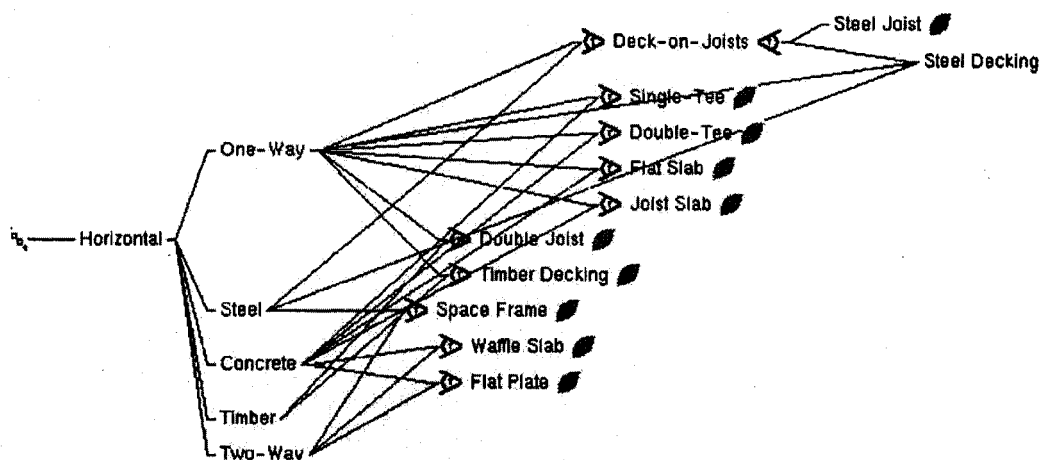 Steel Joist
Deck-on-Joists
Steel Decking
Single-Tee
Double-Tee
One-Way
Flat Slab
Joist Slab
Horizontal
Double Joist
Timber Decking
Steel
Space Frame
Waffle Slab
Concrete
Flat Plate
Timber
Two-Way